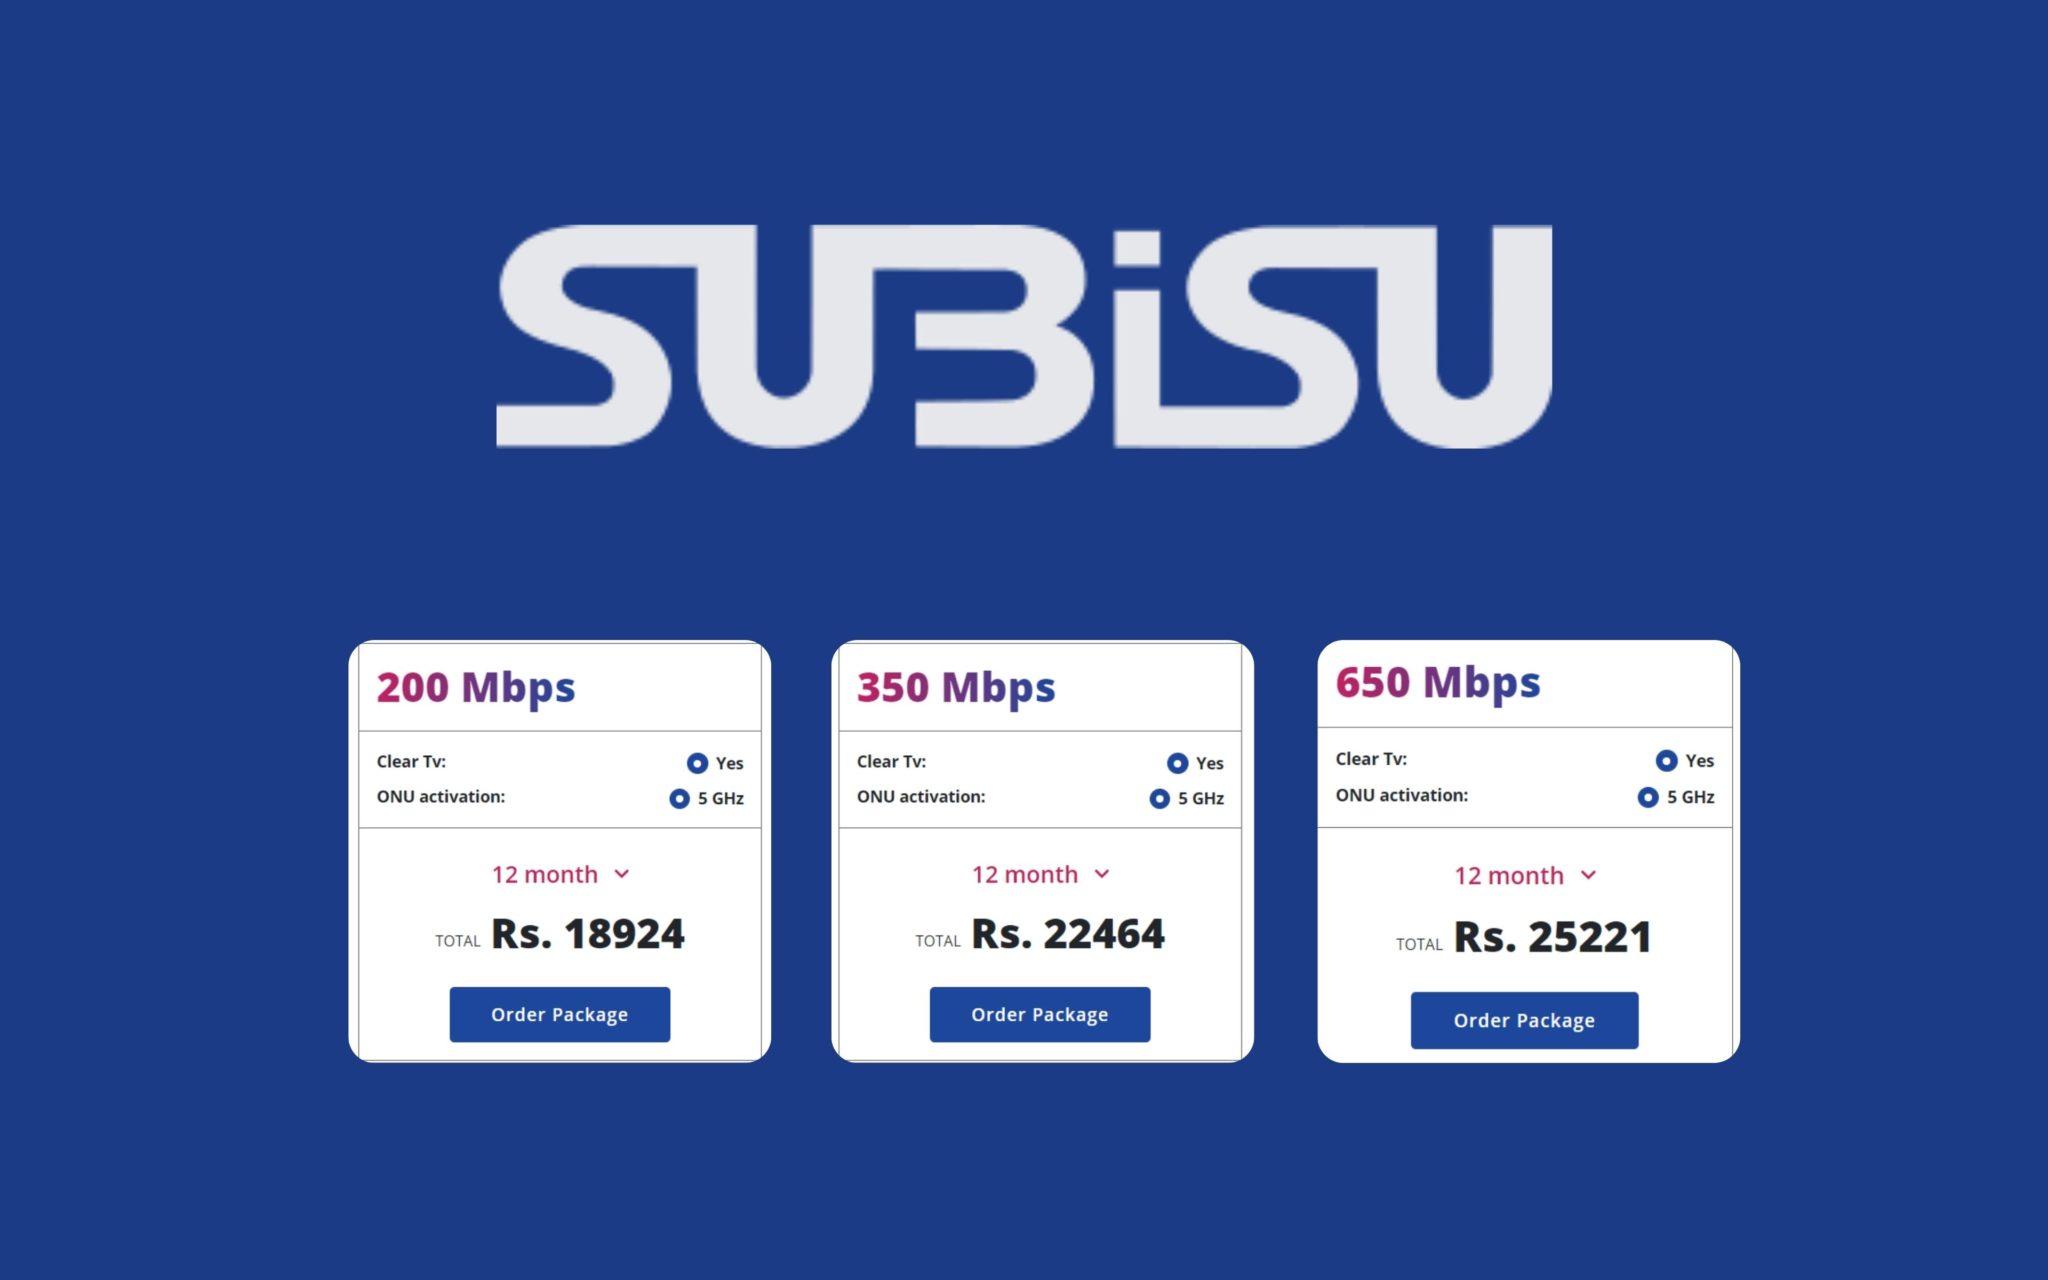 SUBiSU
200 Mbps
Clear Tv: Yes
ONU activation: 5 GHz
12 month
TOTAL Rs. 18924
Order Package
350 Mbps
Clear Tv: Yes
ONU activation: 5 GHz
12 month
TOTAL Rs. 22464
Order Package
650 Mbps
Clear Tv: Yes
ONU activation: 5 GHz
12 month
TOTAL Rs. 25221
Order Package